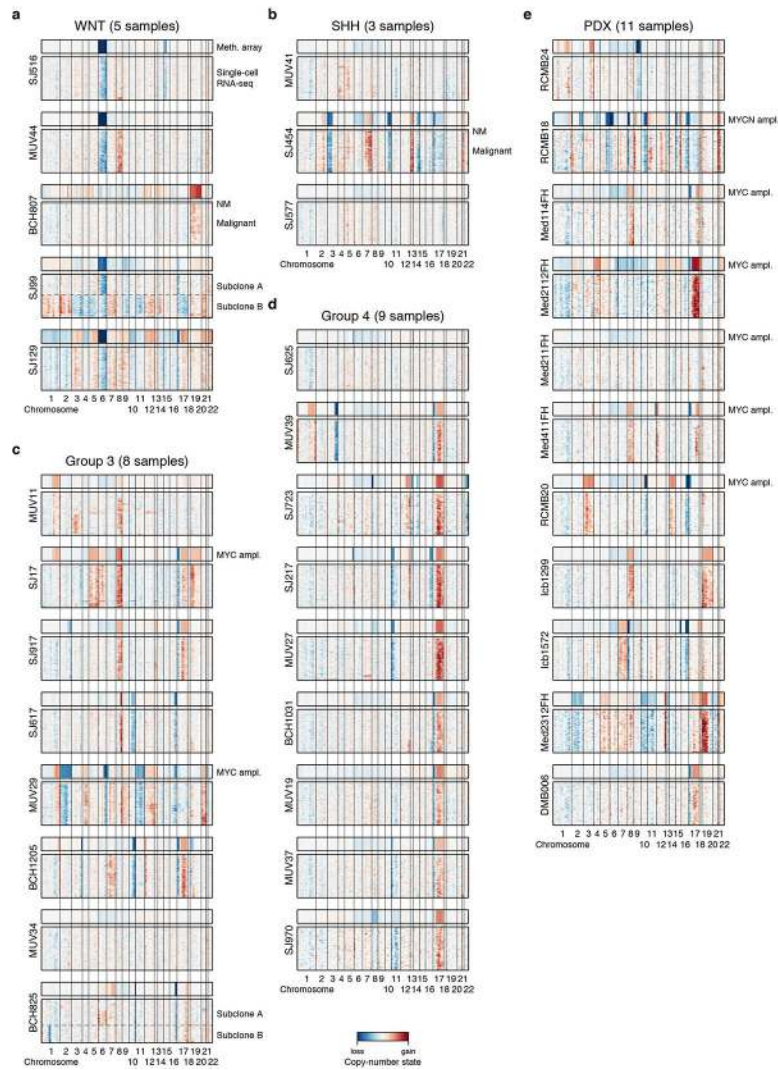 a
WNT (5 samples)
SJ516
Meth. array
Single-cell
RNA-seq
MUV44
BCH807
NM
Malignant
SJ99
Subclone A
Subclone B
SJ129
1 2 3 4 5 6 7 8 9 11 13 14 15 17 19 21
Chromosome 10 12 16 18 20 22
b
SHH (3 samples)
MUV41
SJ454
NM
Malignant
SJ577
1 2 3 4 5 6 7 8 9 11 13 15 17 19 21
Chromosome 10 12 14 16 18 20 22
c
Group 3 (8 samples)
MUV11
SJ17
MYC ampl.
SJ917
SJ617
MUV29
MYC ampl.
BCH1205
MUV34
BCH825
Subclone A
Subclone B
1 2 3 4 5 6 7 8 9 11 13 15 17 19 21
Chromosome 10 12 14 16 18 20 22
d
Group 4 (9 samples)
SJ625
MUV39
SJ723
SJ217
MUV27
BCH1031
MUV19
MUV37
SJ970
1 2 3 4 5 6 7 8 9 11 13 15 17 19 21
Chromosome 10 12 14 16 18 20 22
e
PDX (11 samples)
RCMB24
RCMB18
MYCN ampl.
Med114FH
MYC ampl.
Med2112FH
MYC ampl.
Med211FH
MYC ampl.
Med411FH
MYC ampl.
RCMB20
MYC ampl.
Icb1299
Icb1572
Med2312FH
DMB006
1 2 3 4 5 6 7 8 9 11 13 15 17 19 21
Chromosome 10 12 14 16 18 20 22
loss gain
Copy-number state